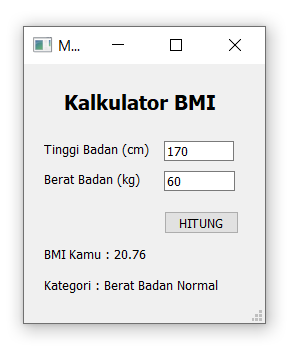 M...
Kalkulator BMI
Tinggi Badan (cm) 170
Berat Badan (kg) 60
HITUNG
BMI Kamu : 20.76
Kategori : Berat Badan Normal